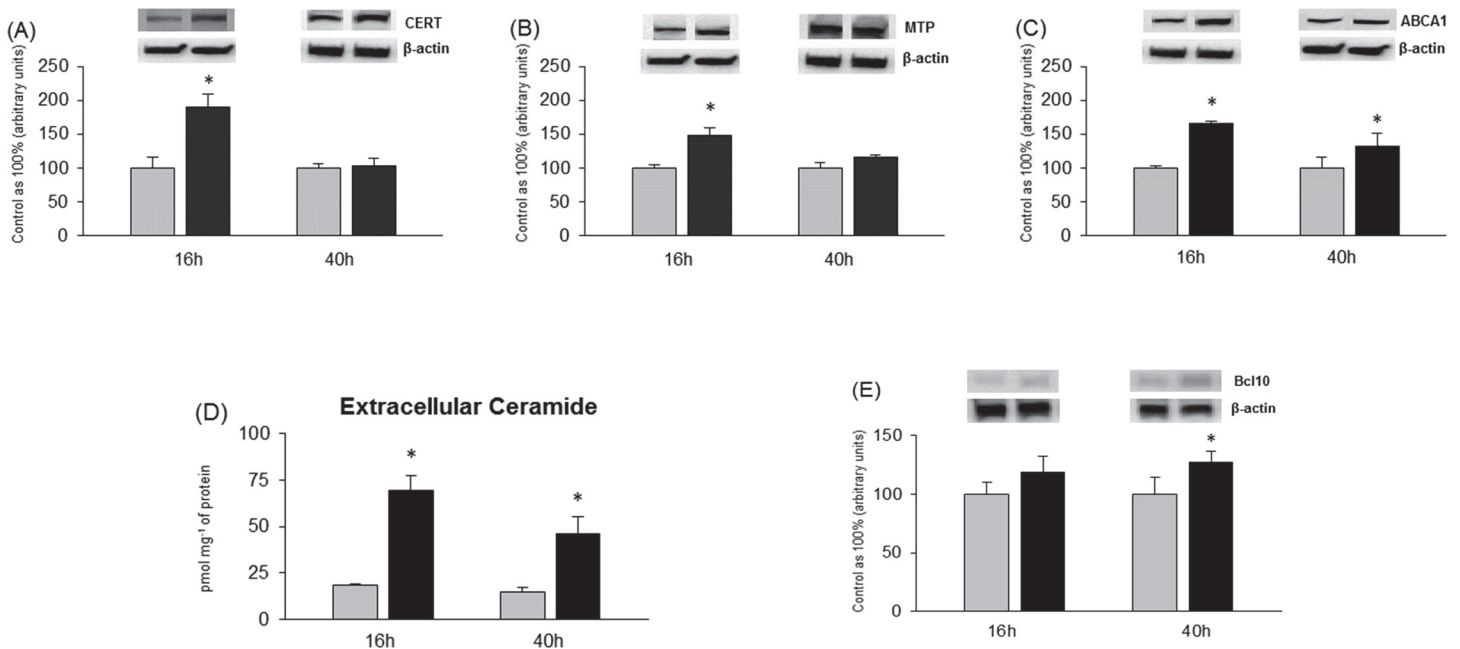 (A)
CERT
β-actin
Control as 100% (arbitrary units)
250
200
150
100
50
0
*
16h
40h
(B)
MTP
β-actin
Control as 100% (arbitrary units)
250
200
150
100
50
0
*
16h
40h
(C)
ABCA1
β-actin
Control as 100% (arbitrary units)
250
200
150
100
50
0
*
*
16h
40h
(D)
Extracellular Ceramide
pmol mg⁻¹ of protein
100
75
50
25
0
*
*
16h
40h
(E)
Bcl10
β-actin
Control as 100% (arbitrary units)
150
100
50
0
*
16h
40h